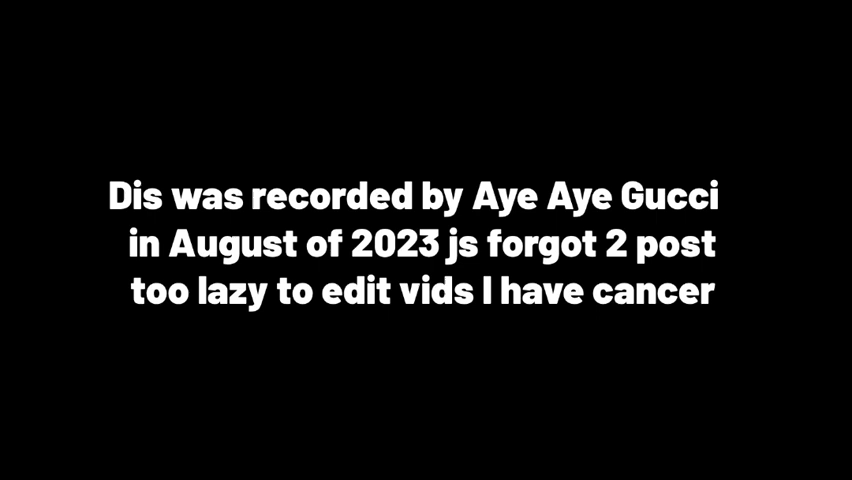 Dis was recorded by Aye Aye Gucci
in August of 2023 js forgot 2 post
too lazy to edit vids I have cancer